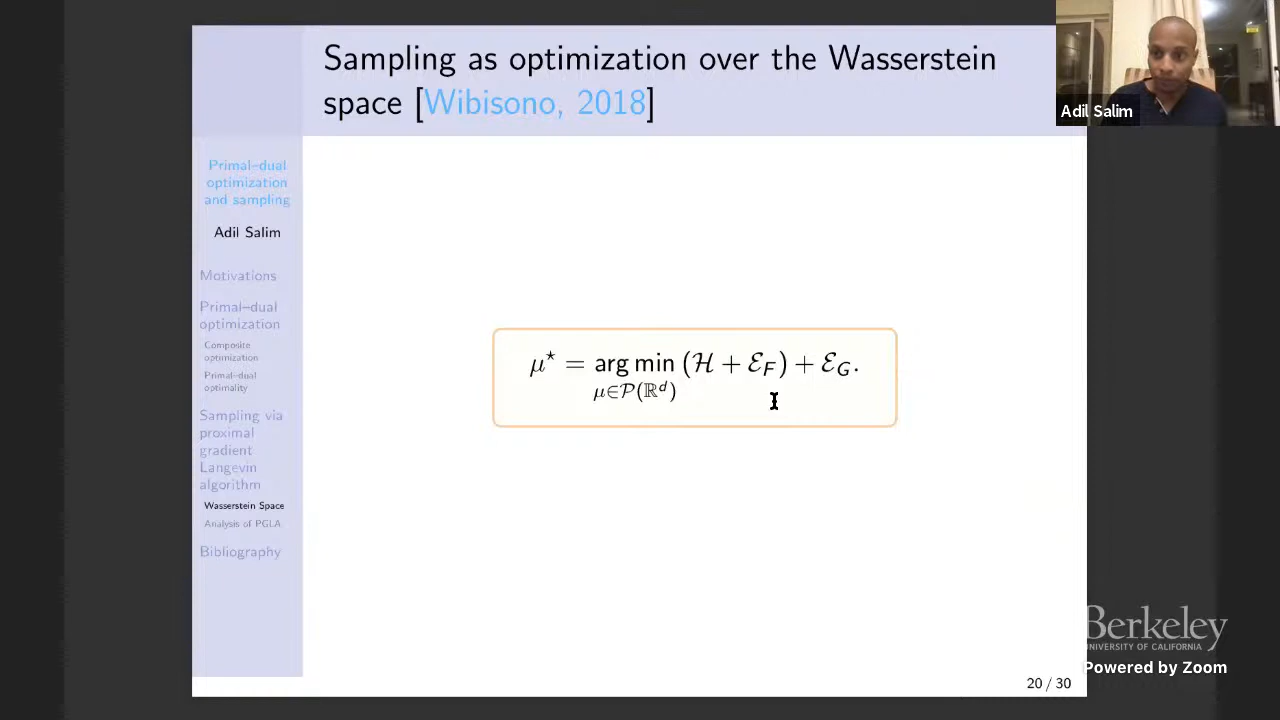 Sampling as optimization over the Wasserstein
space [Wibisono, 2018]
Adil Salim
Primal–dual
optimization
and sampling
Adil Salim
Motivations
Primal–dual
optimization
Composite
optimization
Primal–dual
optimality
Sampling via
proximal
gradient
Langevin
algorithm
Wasserstein Space
Analysis of PGLA
Bibliography
μ⋆ = arg min (ℋ + ℰ_F) + ℰ_G.
μ∈𝒫(ℝ^d)
Berkeley
UNIVERSITY OF CALIFORNIA
Powered by Zoom
20 / 30